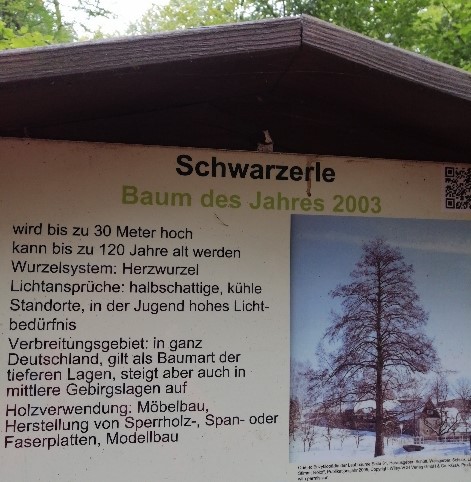 Schwarzerle
Baum des Jahres 2003
wird bis zu 30 Meter hoch
kann bis zu 120 Jahre alt werden
Wurzelsystem: Herzwurzel
Lichtansprüche: halbschattige, kühle
Standorte, in der Jugend hohes Licht-
bedürfnis
Verbreitungsgebiet: in ganz
Deutschland, gilt als Baumart der
tieferen Lagen, steigt aber auch in
mittlere Gebirgslagen auf
Holzverwendung: Möbelbau,
Herstellung von Sperrholz-, Span- oder
Faserplatten, Modellbau